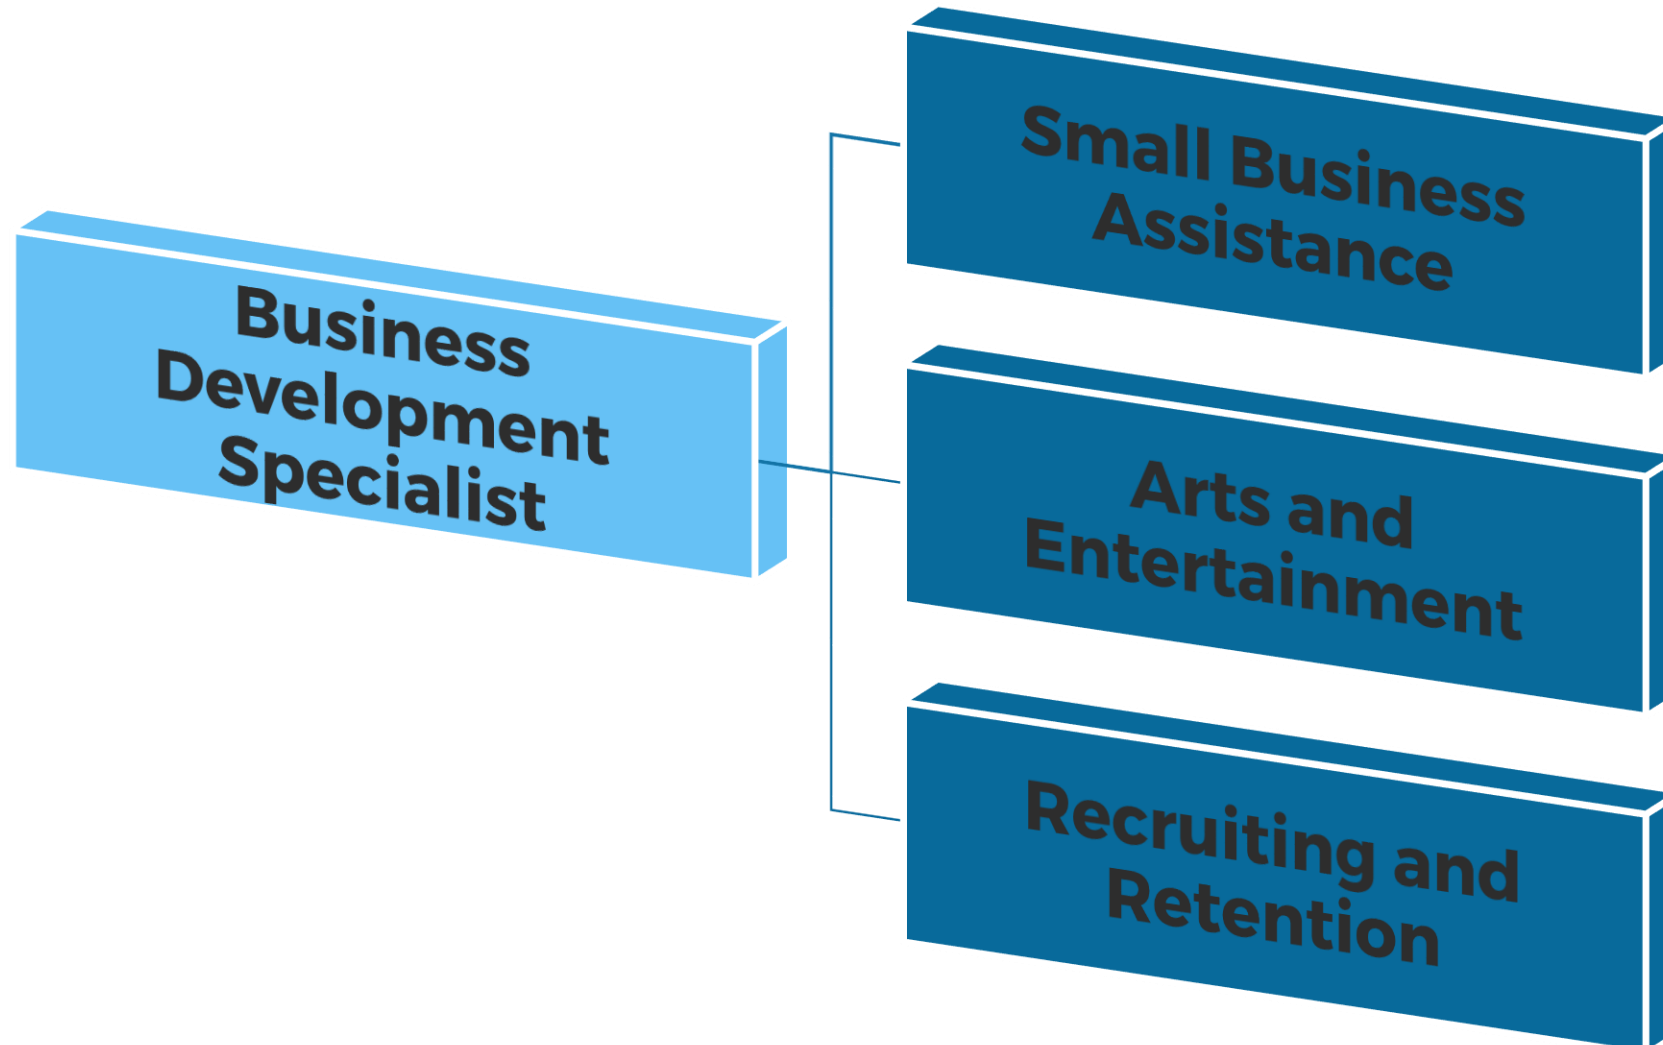 Business
Development
Specialist
Small Business
Assistance
Arts and
Entertainment
Recruiting and
Retention